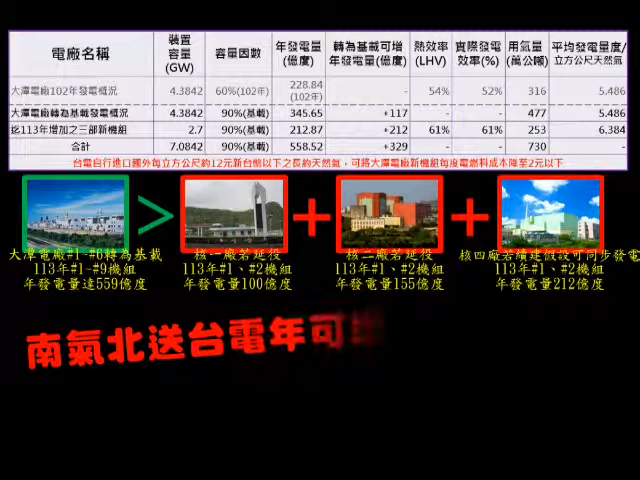 電廠名稱 裝置容量(GW) 容量因數 年發電量(億度) 轉為基載可增年發電量(億度) 熱效率(LHV) 實際發電效率(%) 用氣量(萬公噸) 平均發電量度/立方公尺天然氣
大潭電廠102年發電概況 4.3842 60%(102年) 228.84(102年) - 54% 52% 316 5.486
大潭電廠轉為基載發電概況 4.3842 90%(基載) 345.65 +117 477 5.486
迄113年增加之三部新機組 2.7 90%(基載) 212.87 +212 61% 61% 253 6.384
合計 7.0842 90%(基載) 558.52 +329 730 -
台電自行進口國外每立方公尺約12元新台幣以下之長約天然氣，可將大潭電廠新機組每度電燃料成本降至2元以下
> + +
大潭電廠#1-#6轉為基載
113年#1-#9機組
年發電量達559億度
核一廠若延役
113年#1、#2機組
年發電量100億度
核二廠若延役
113年#1、#2機組
年發電量155億度
核四廠若續建假設可同步發電
113年#1、#2機組
年發電量212億度
南氣北送台電年可